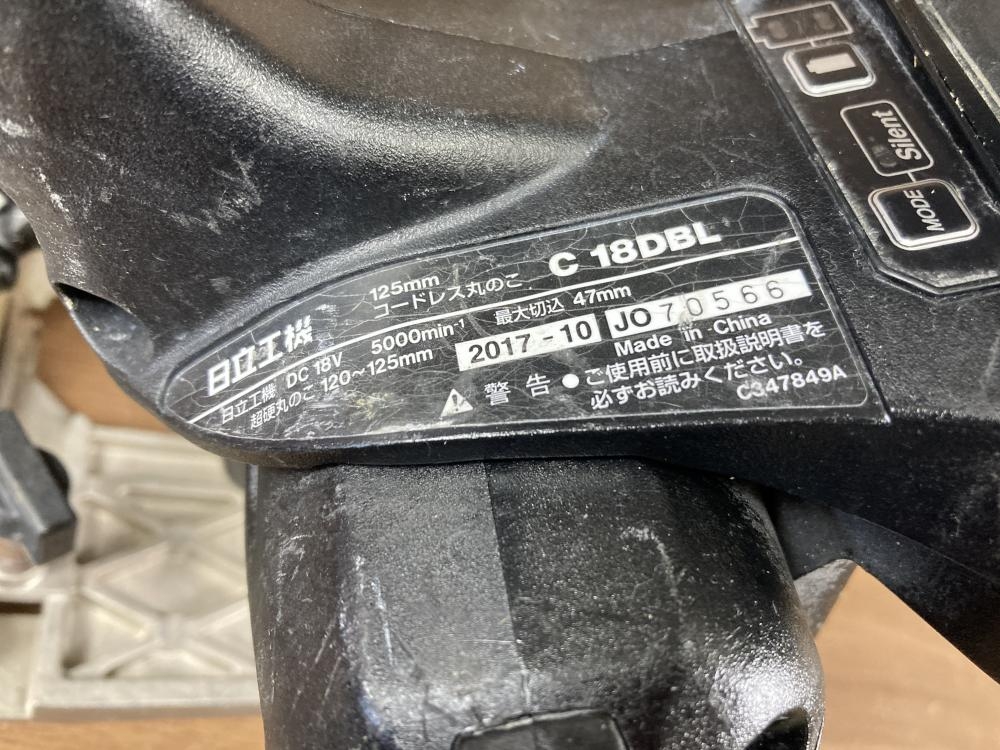 Silent
MODE
125mm
コードレス丸のこ C 18DBL
日立工機
日立工機 DC 18V 5000min⁻¹ 最大切込 47mm
超硬丸のこ 120～125mm 2017-10 JO 70566
Made in China
警告 ●ご使用前に取扱説明書を
必ずお読みください。
C347849A